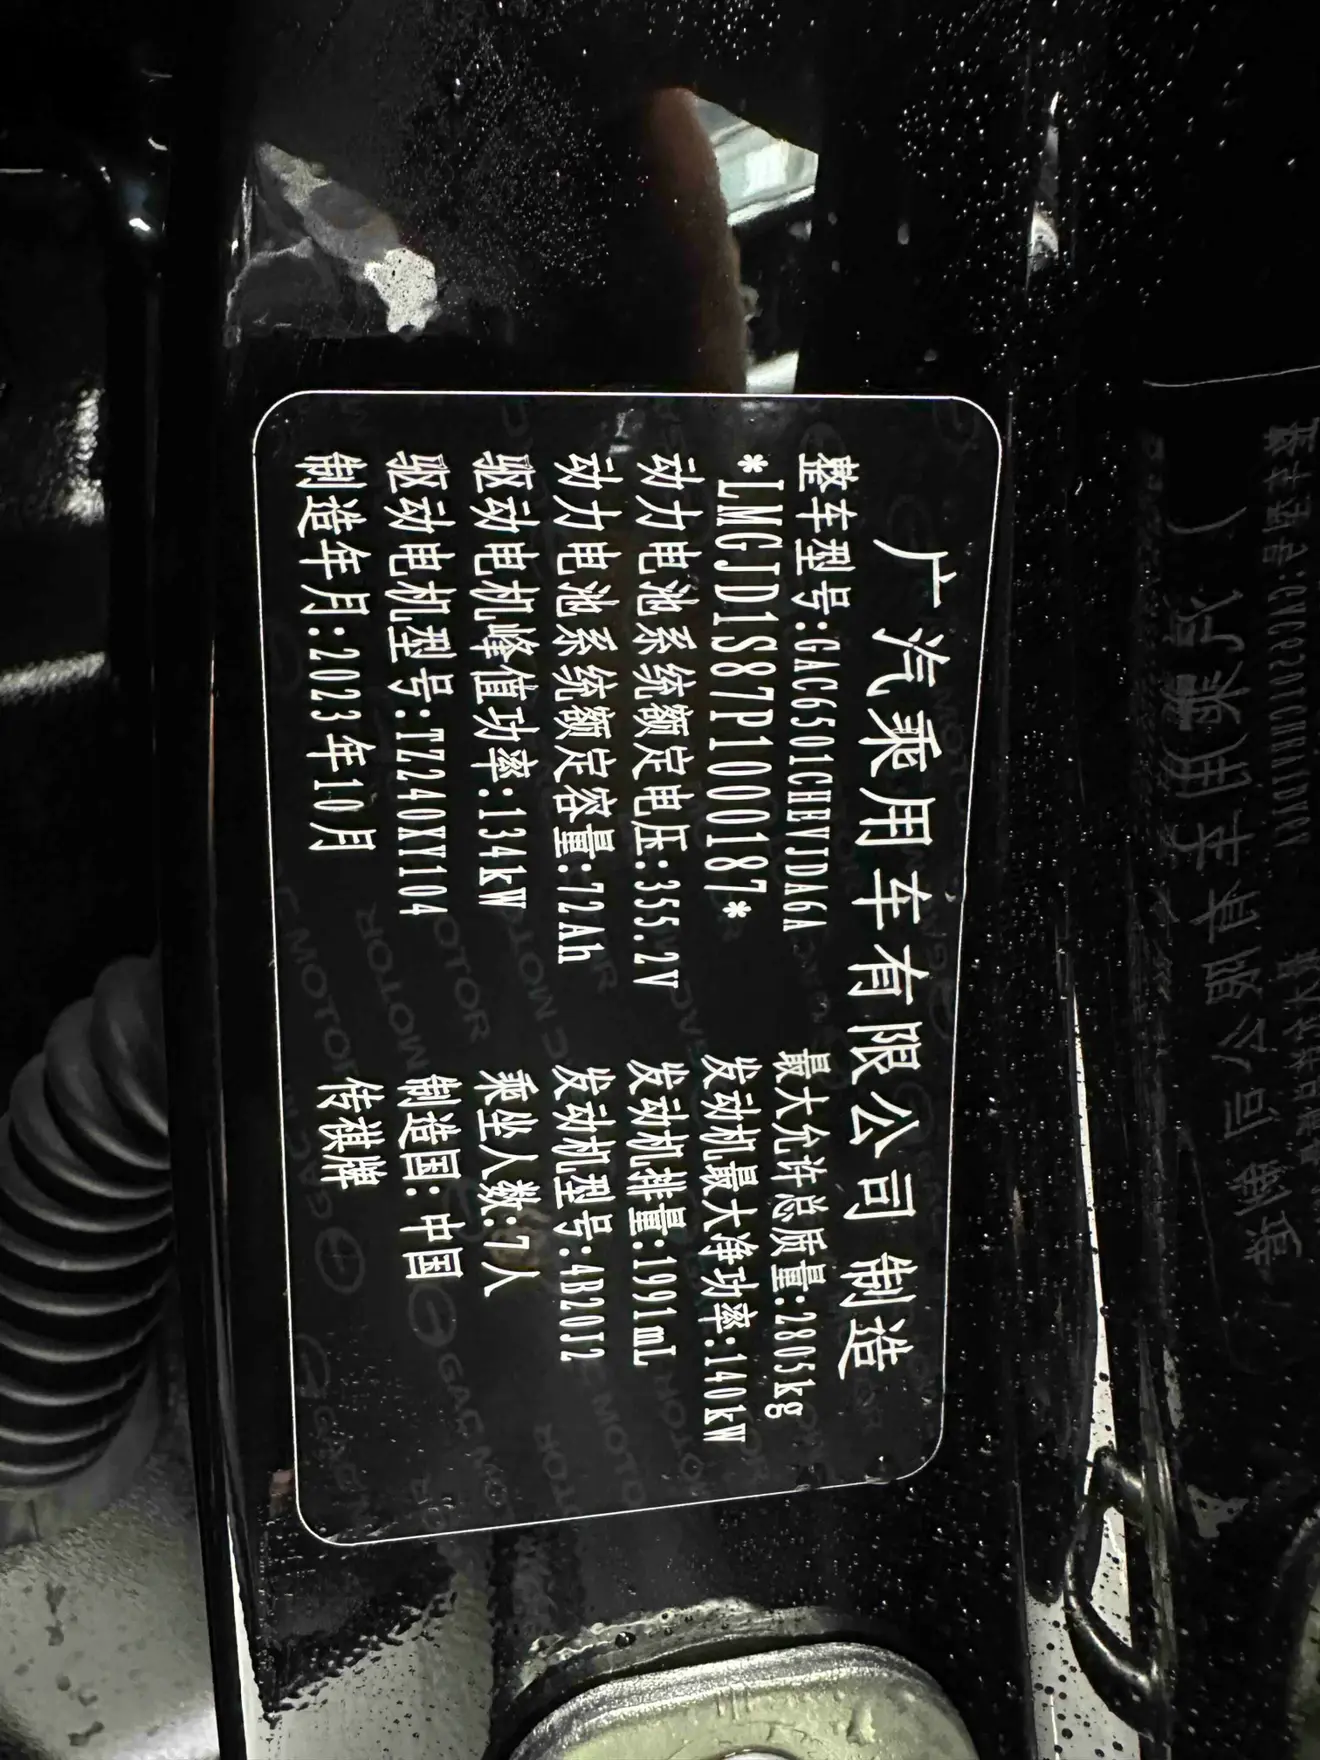 广汽乘用车有限公司 制造
整车型号:GAC6501CHEVJDA6A
最大允许总质量:2805kg
*LMGJD1S87P1000187*
发动机最大净功率:140kW
动力电池系统额定电压:355.2V
发动机排量:1991mL
动力电池系统额定容量:72Ah
发动机型号:4B20J2
驱动电机峰值功率:134kW
乘坐人数:7人
驱动电机型号:TZ240XY104
制造国:中国
制造年月:2023年10月
传祺牌